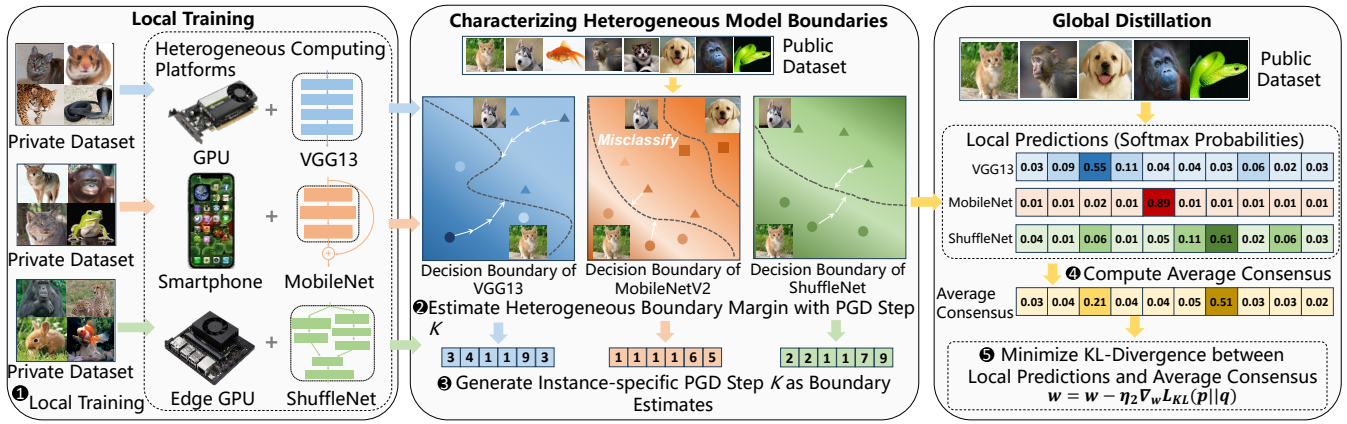 Local Training
Heterogeneous Computing
Platforms
Private Dataset
GPU
+
VGG13
Private Dataset
Smartphone
+
MobileNet
Private Dataset
Edge GPU
+
ShuffleNet
❶Local Training
Characterizing Heterogeneous Model Boundaries
Public
Dataset
Misclassify
Decision Boundary of
VGG13
Decision Boundary of
MobileNetV2
Decision Boundary of
ShuffleNet
❷Estimate Heterogeneous Boundary Margin with PGD Step
K
3 4 1 1 9 3
1 1 1 1 6 5
2 2 1 1 7 9
❸ Generate Instance-specific PGD Step K as Boundary
Estimates
Global Distillation
Public
Dataset
Local Predictions (Softmax Probabilities)
VGG13 0.03 0.09 0.55 0.11 0.04 0.04 0.03 0.06 0.02 0.03
MobileNet 0.01 0.01 0.02 0.01 0.89 0.01 0.01 0.01 0.01 0.01
ShuffleNet 0.04 0.01 0.06 0.01 0.05 0.11 0.61 0.02 0.06 0.03
❹ Compute Average Consensus
Average
Consensus
0.03 0.04 0.21 0.04 0.04 0.05 0.51 0.03 0.03 0.02
❺ Minimize KL-Divergence between
Local Predictions and Average Consensus
w = w − η₂∇_w L_KL(p||q)